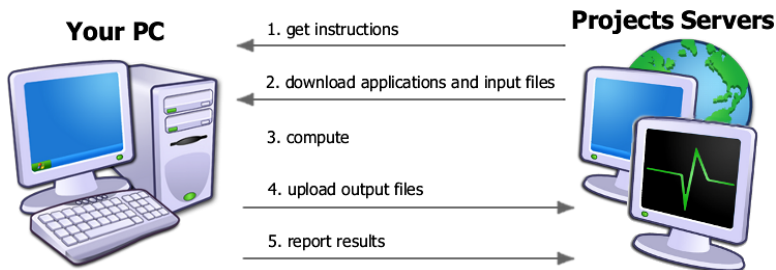 Your PC
Projects Servers
1. get instructions
2. download applications and input files
3. compute
4. upload output files
5. report results